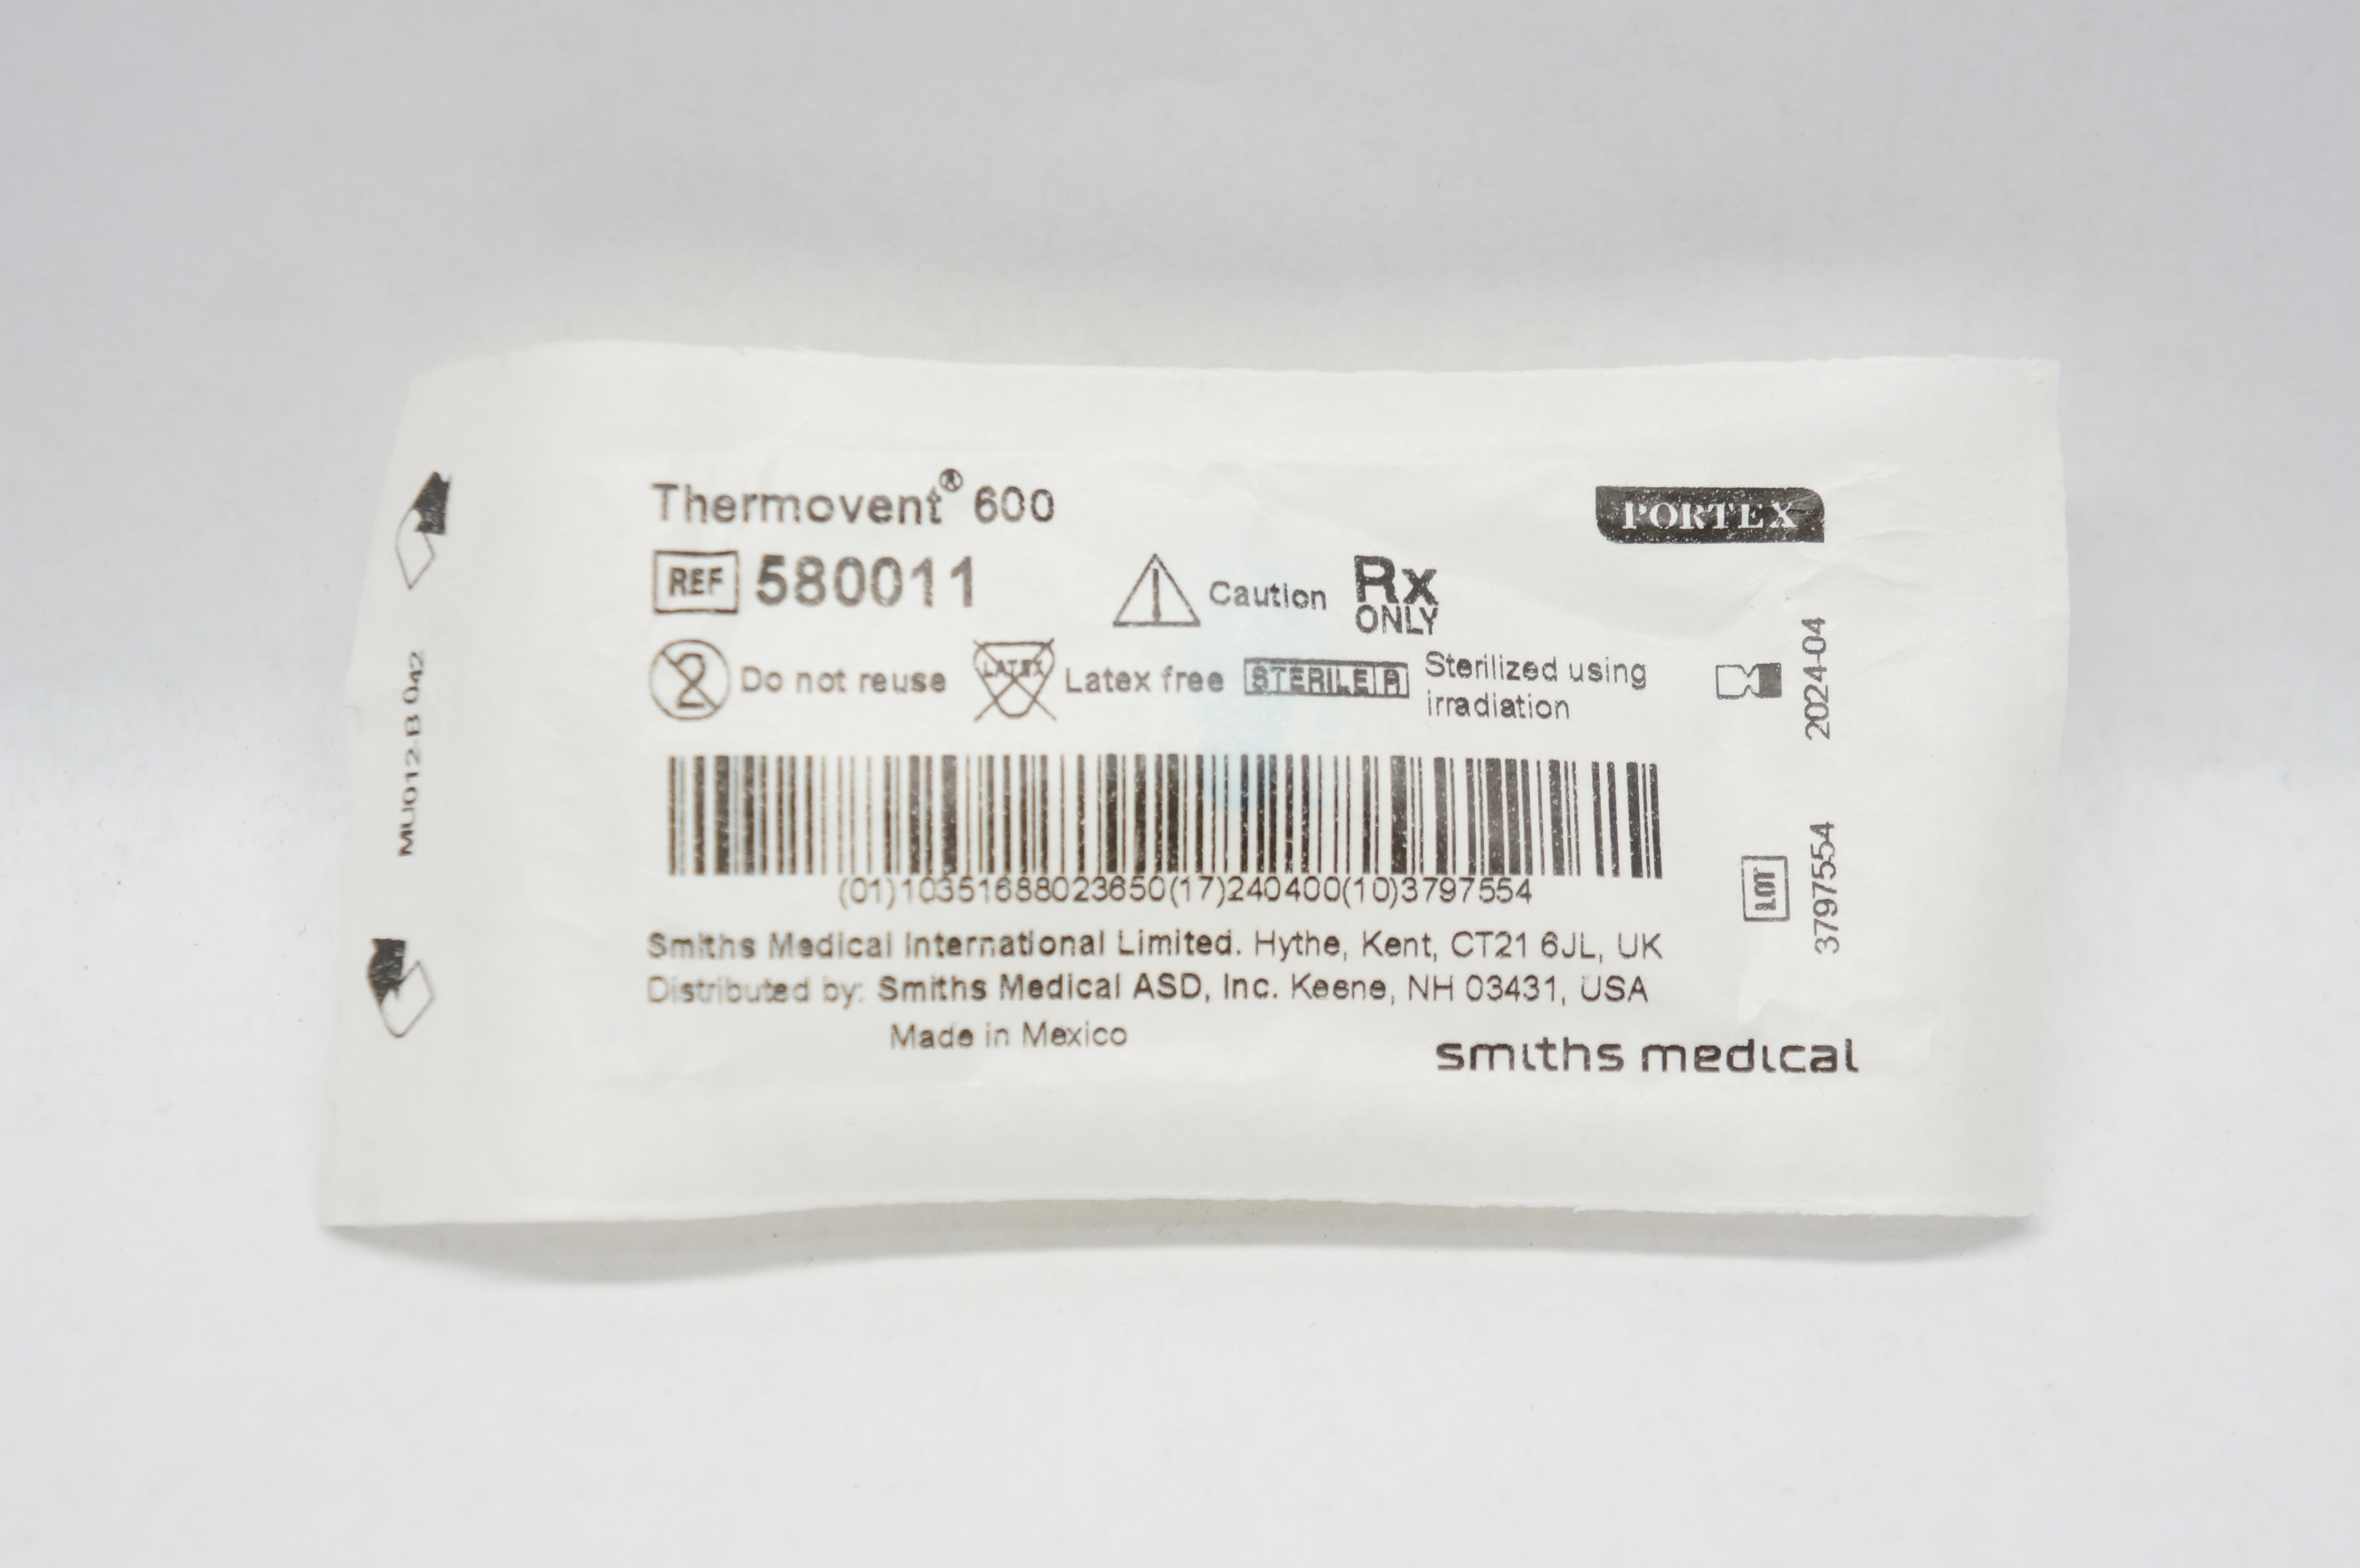 Thermovent® 600
PORTEX
REF 580011
Caution
Rx
ONLY
2 Do not reuse
LATEX Latex free
STERILE R
Sterilized using
irradiation
2024-04
MU012-B 042
(01)10351688023650(17)240400(10)3797554
LOT
3797554
Smiths Medical International Limited. Hythe, Kent, CT21 6JL, UK
Distributed by: Smiths Medical ASD, Inc. Keene, NH 03431, USA
Made in Mexico
smiths medical